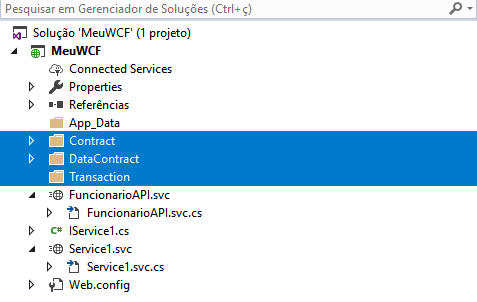 Pesquisar em Gerenciador de Soluções (Ctrl+ç)
Solução 'MeuWCF' (1 projeto)
MeuWCF
Connected Services
Properties
Referências
App_Data
Contract
DataContract
Transaction
FuncionarioAPI.svc
FuncionarioAPI.svc.cs
C# IService1.cs
Service1.svc
Service1.svc.cs
Web.config